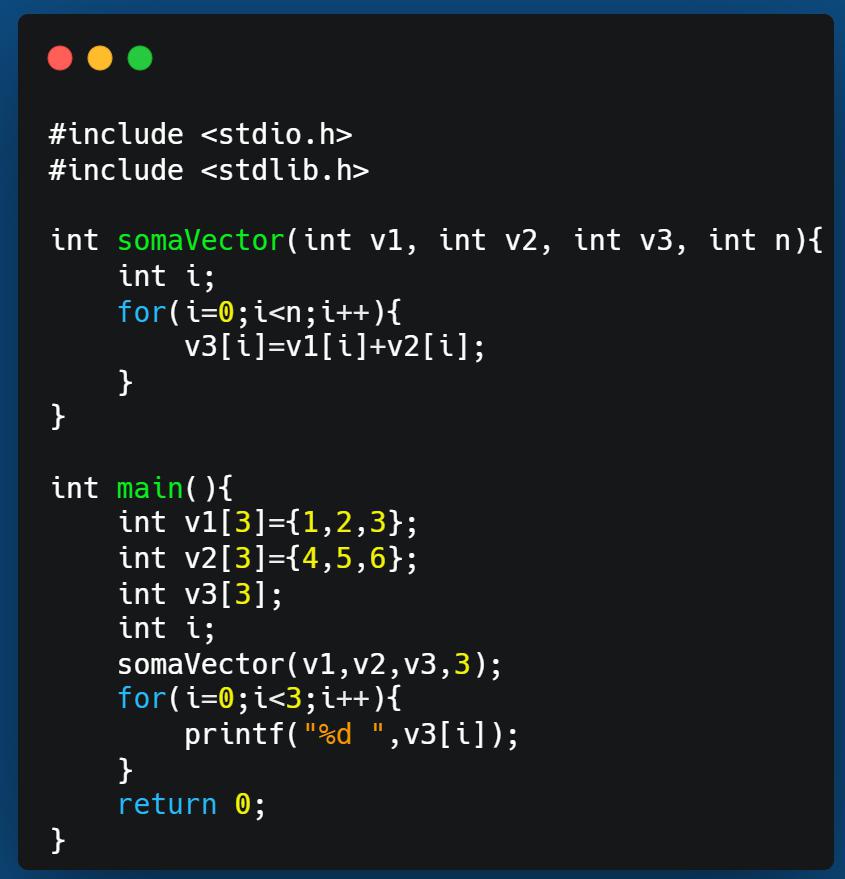 #include <stdio.h>
#include <stdlib.h>
int somaVector(int v1, int v2, int v3, int n){
    int i;
    for(i=0;i<n;i++){
        v3[i]=v1[i]+v2[i];
    }
}
int main(){
    int v1[3]={1,2,3};
    int v2[3]={4,5,6};
    int v3[3];
    int i;
    somaVector(v1,v2,v3,3);
    for(i=0;i<3;i++){
        printf("%d ",v3[i]);
    }
    return 0;
}